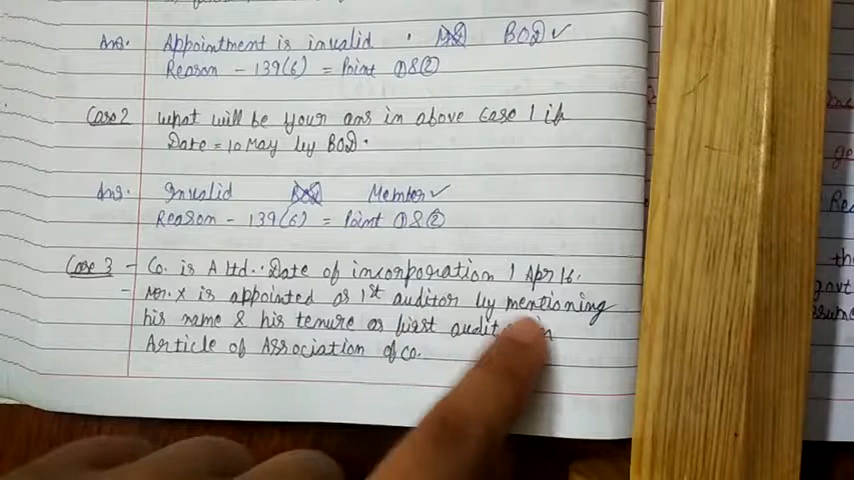 Ans. Appointment is invalid . BOD ✓
Reason - 139(6) = Point ①&②
Case 2 what will be your ans in above case 1 if
Date = 10 May by BOD.
Ans. Invalid BOD Member ✓
Reason - 139(6) = Point ①&②
Case 3 - Co. is A Ltd. Date of incorporation 1 Apr 16.
- Mr. X is appointed as 1st auditor by mentioning
his name & his tenure as first in
Article of Association of co.